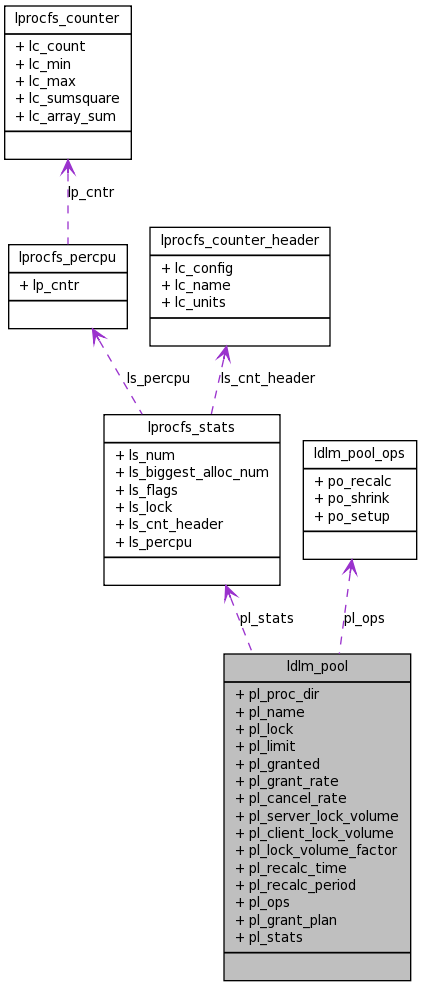 lprocfs_counter
+ lc_count
+ lc_min
+ lc_max
+ lc_sumsquare
+ lc_array_sum
lp_cntr
lprocfs_percpu
+ lp_cntr
lprocfs_counter_header
+ lc_config
+ lc_name
+ lc_units
ls_percpu
ls_cnt_header
lprocfs_stats
+ ls_num
+ ls_biggest_alloc_num
+ ls_flags
+ ls_lock
+ ls_cnt_header
+ ls_percpu
ldlm_pool_ops
+ po_recalc
+ po_shrink
+ po_setup
pl_stats
pl_ops
ldlm_pool
+ pl_proc_dir
+ pl_name
+ pl_lock
+ pl_limit
+ pl_granted
+ pl_grant_rate
+ pl_cancel_rate
+ pl_server_lock_volume
+ pl_client_lock_volume
+ pl_lock_volume_factor
+ pl_recalc_time
+ pl_recalc_period
+ pl_ops
+ pl_grant_plan
+ pl_stats